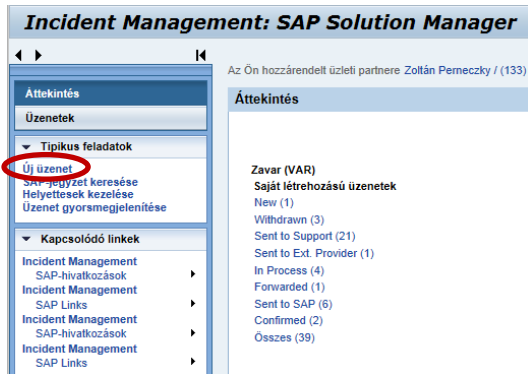 Incident Management: SAP Solution Manager
Az Ön hozzárendelt üzleti partnere Zoltán Perneczky / (133)
Áttekintés
Üzenetek
Tipikus feladatok
Új üzenet
SAP-jegyzet keresése
Helyettesek kezelése
Üzenet gyorsmegjelenítése
Kapcsolódó linkek
Incident Management
SAP-hivatkozások
Incident Management
SAP Links
Incident Management
SAP-hivatkozások
Incident Management
SAP Links
Áttekintés
Zavar (VAR)
Saját létrehozású üzenetek
New (1)
Withdrawn (3)
Sent to Support (21)
Sent to Ext. Provider (1)
In Process (4)
Forwarded (1)
Sent to SAP (6)
Confirmed (2)
Összes (39)